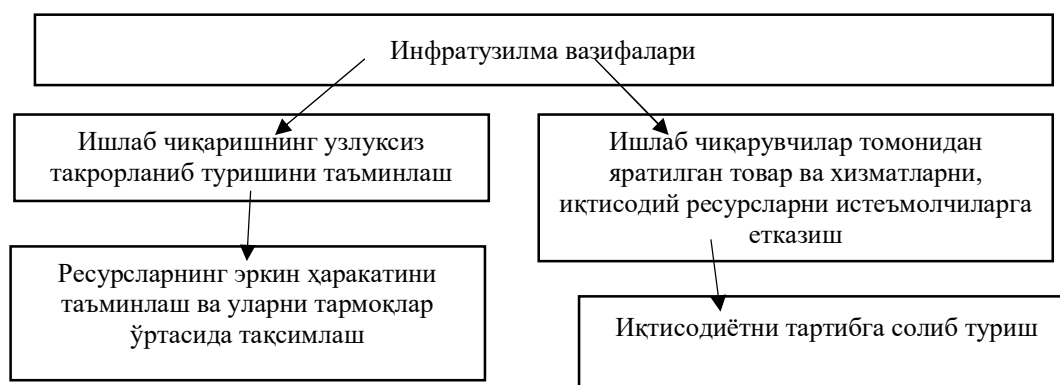 Инфратузилма вазифалари
Ишлаб чиқаришнинг узлуксиз
такрорланиб туришини таъминлаш
Ишлаб чиқарувчилар томонидан
яратилган товар ва хизматларни,
иқтисодий ресурсларни истеъмолчиларга
етказиш
Ресурсларнинг эркин ҳаракатини
таъминлаш ва уларни тармоқлар
ўртасида тақсимлаш
Иқтисодиётни тартибга солиб туриш